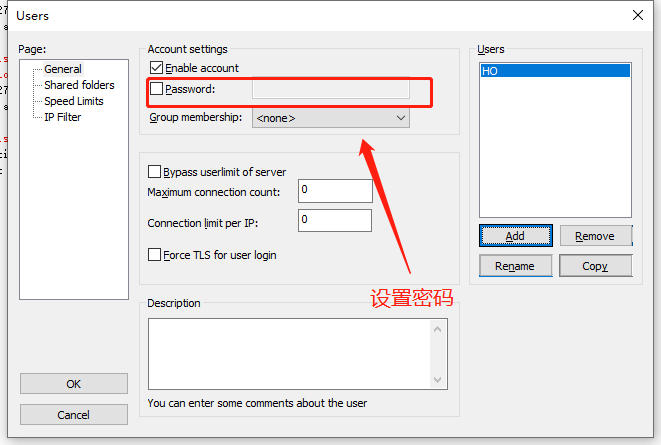 Users
Page:
General
Shared folders
Speed Limits
IP Filter
Account settings
Enable account
Password:
Group membership:
<none>
Bypass userlimit of server
Maximum connection count:
0
Connection limit per IP:
0
Force TLS for user login
设置密码
Description
You can enter some comments about the user
Users
HO
Add
Remove
Rename
Copy
OK
Cancel